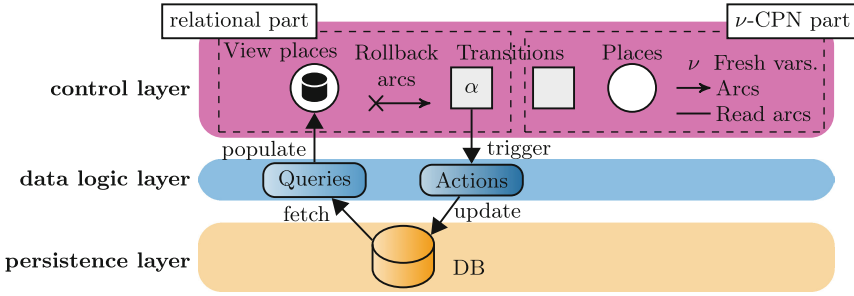 relational part
ν-CPN part
View places
Rollback
arcs
Transitions
Places
ν Fresh vars.
α
Arcs
Read arcs
control layer
populate
trigger
data logic layer
Queries
Actions
fetch
update
persistence layer
DB